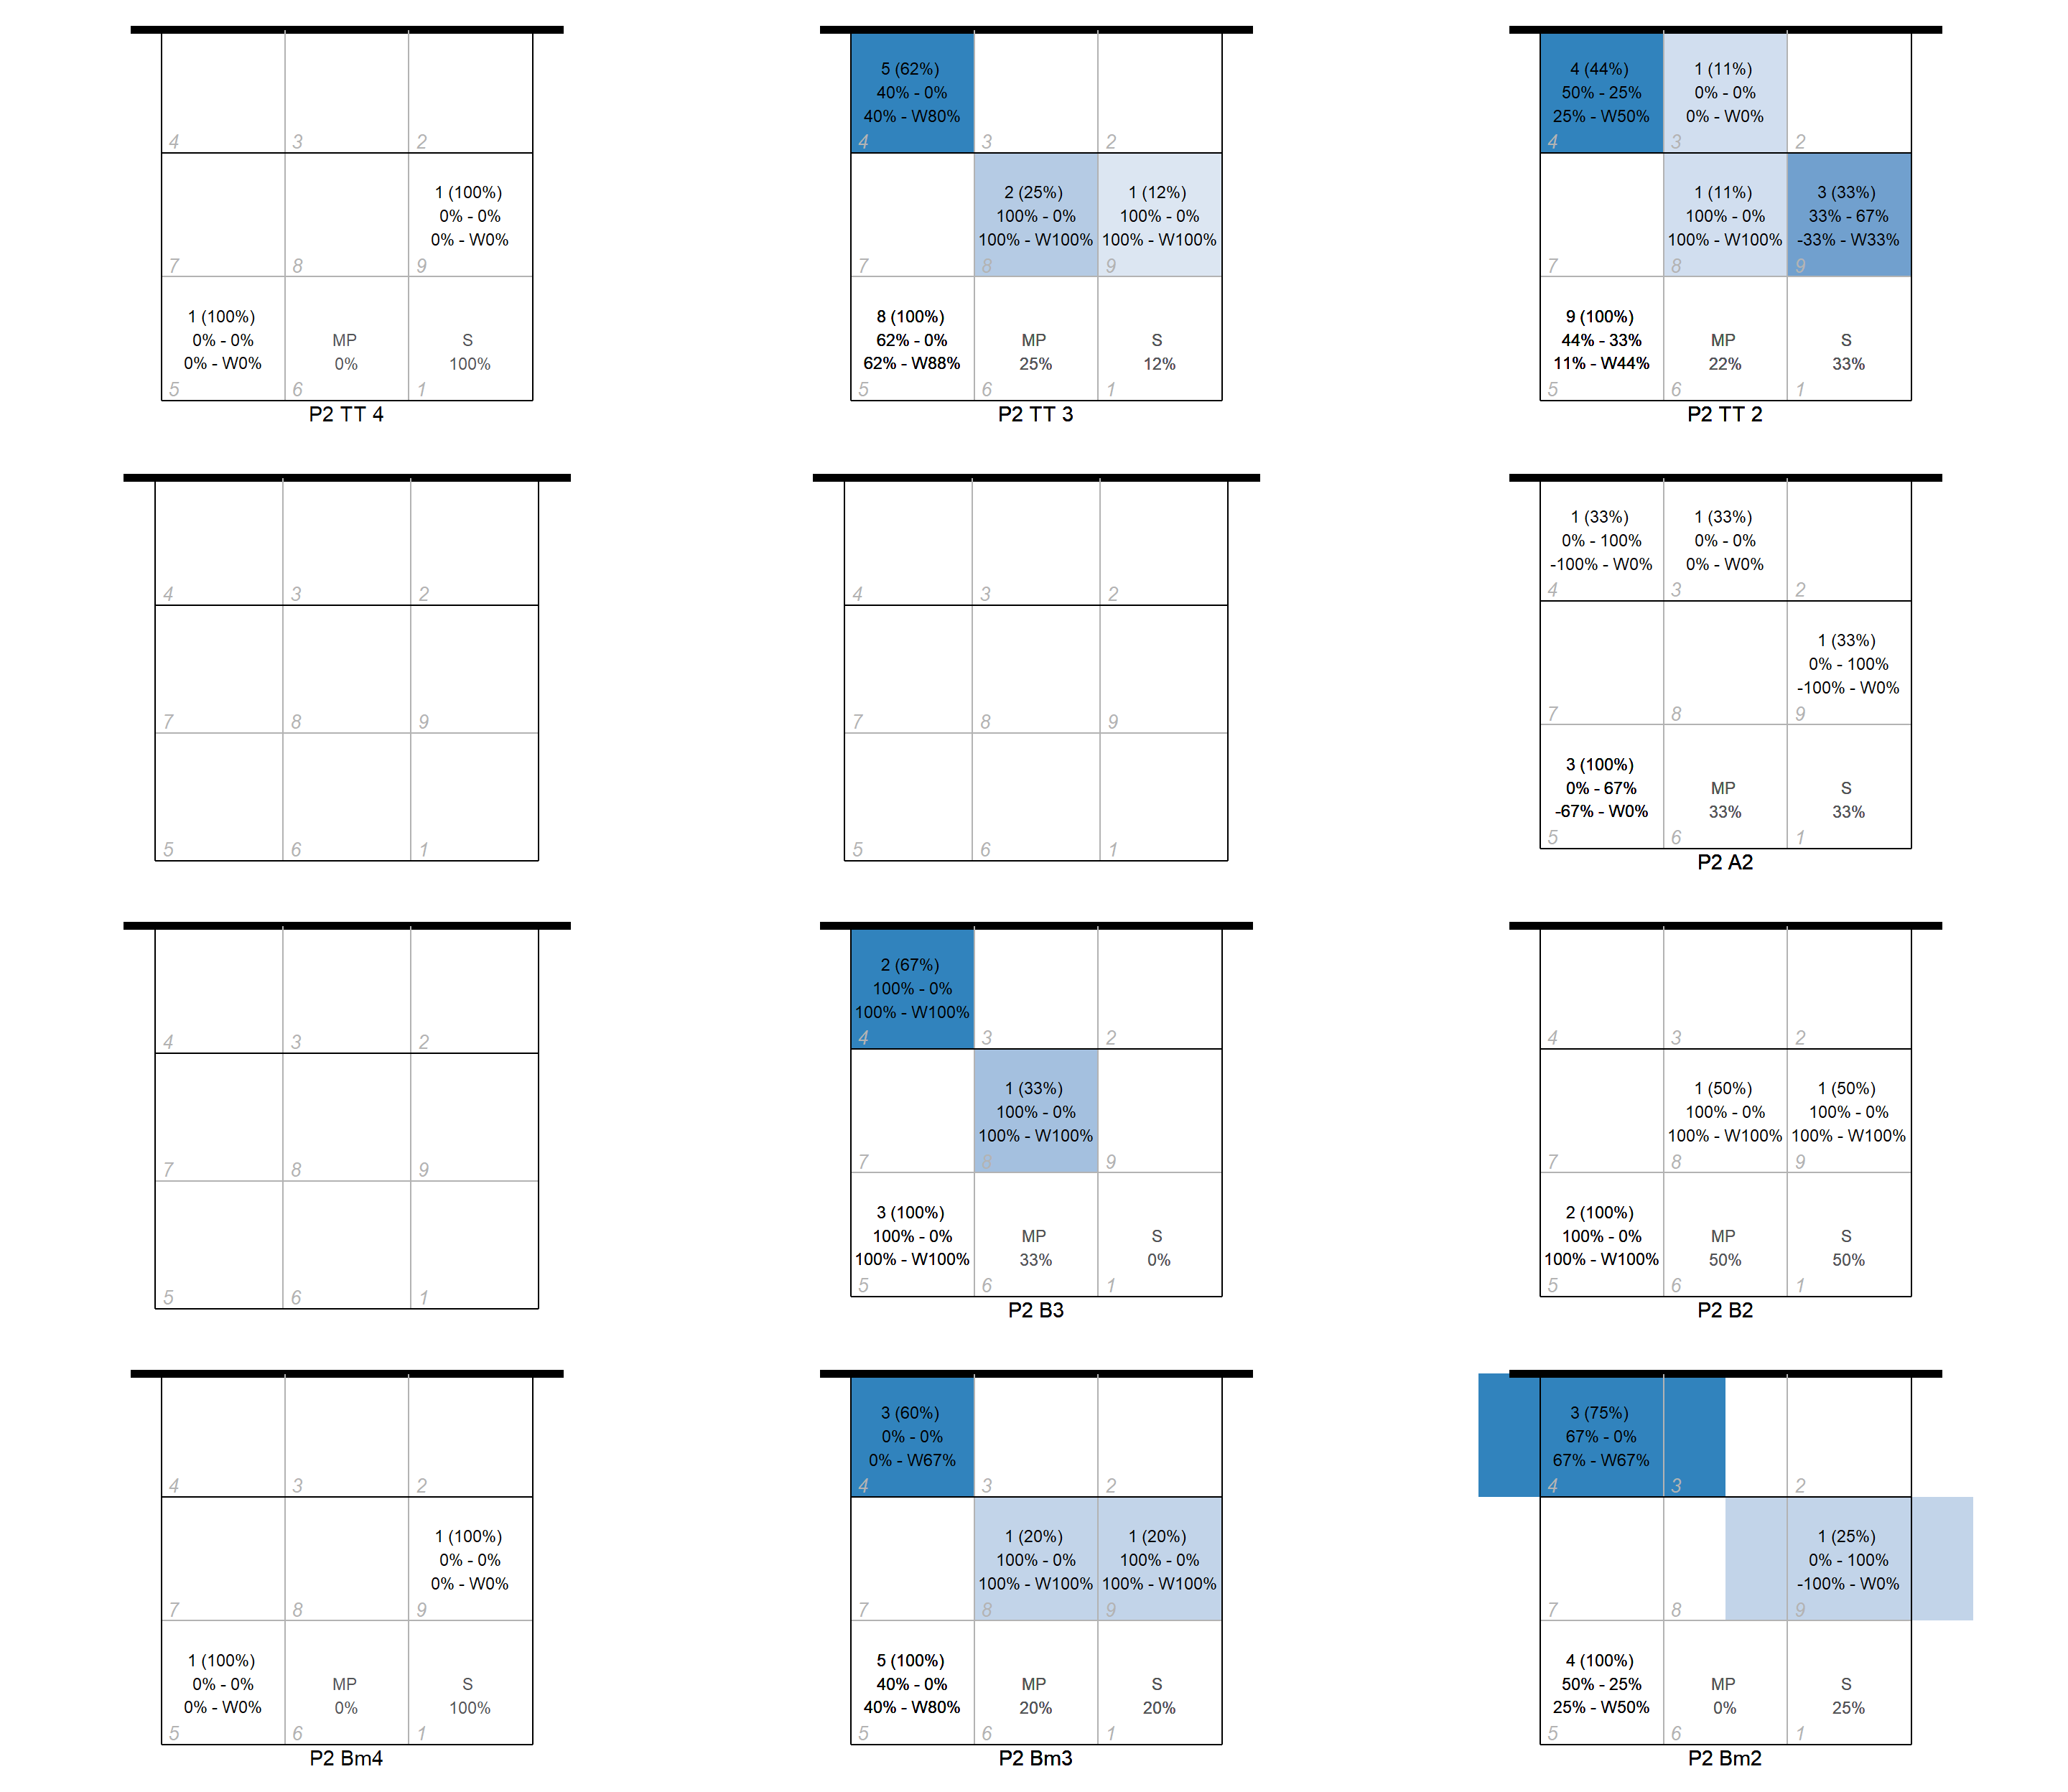 4
3
2
1 (100%)
0% - 0%
0% - W0%
7
8
9
1 (100%)
0% - 0%
0% - W0%
MP
0%
S
100%
5
6
1
P2 TT 4
5 (62%)
40% - 0%
40% - W80%
4
3
2
2 (25%)
100% - 0%
100% - W100%
1 (12%)
100% - 0%
100% - W100%
7
8
9
8 (100%)
62% - 0%
62% - W88%
MP
25%
S
12%
5
6
1
P2 TT 3
4 (44%)
50% - 25%
25% - W50%
1 (11%)
0% - 0%
0% - W0%
4
3
2
1 (11%)
100% - 0%
100% - W100%
3 (33%)
33% - 67%
-33% - W33%
7
8
9
9 (100%)
44% - 33%
11% - W44%
MP
22%
S
33%
5
6
1
P2 TT 2
4
3
2
7
8
9
5
6
1
4
3
2
7
8
9
5
6
1
1 (33%)
0% - 100%
-100% - W0%
1 (33%)
0% - 0%
0% - W0%
4
3
2
1 (33%)
0% - 100%
-100% - W0%
7
8
9
3 (100%)
0% - 67%
-67% - W0%
MP
33%
S
33%
5
6
1
P2 A2
4
3
2
7
8
9
5
6
1
2 (67%)
100% - 0%
100% - W100%
4
3
2
1 (33%)
100% - 0%
100% - W100%
7
8
9
3 (100%)
100% - 0%
100% - W100%
MP
33%
S
0%
5
6
1
P2 B3
4
3
2
1 (50%)
100% - 0%
100% - W100%
1 (50%)
100% - 0%
100% - W100%
7
8
9
2 (100%)
100% - 0%
100% - W100%
MP
50%
S
50%
5
6
1
P2 B2
4
3
2
1 (100%)
0% - 0%
0% - W0%
7
8
9
1 (100%)
0% - 0%
0% - W0%
MP
0%
S
100%
5
6
1
P2 Bm4
3 (60%)
0% - 0%
0% - W67%
4
3
2
1 (20%)
100% - 0%
100% - W100%
1 (20%)
100% - 0%
100% - W100%
7
8
9
5 (100%)
40% - 0%
40% - W80%
MP
20%
S
20%
5
6
1
P2 Bm3
3 (75%)
67% - 0%
67% - W67%
4
3
2
1 (25%)
0% - 100%
-100% - W0%
7
8
9
4 (100%)
50% - 25%
25% - W50%
MP
0%
S
25%
5
6
1
P2 Bm2